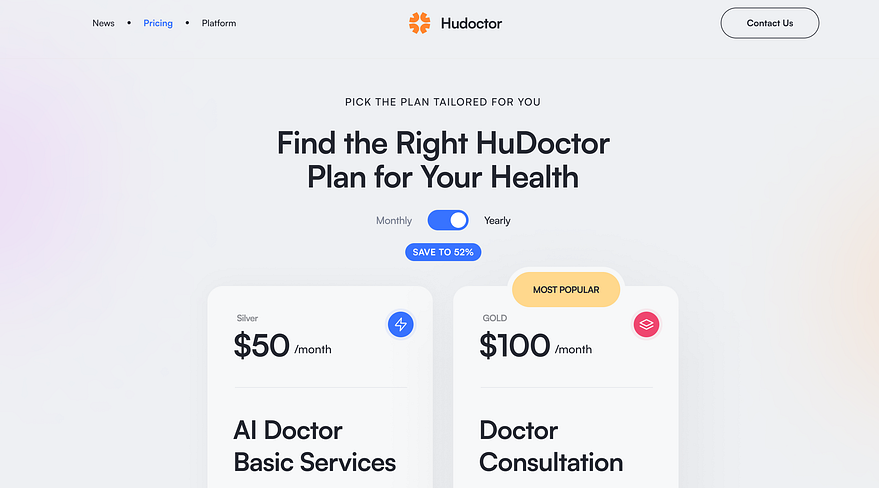 News • Pricing • Platform
Hudoctor
Contact Us
PICK THE PLAN TAILORED FOR YOU
Find the Right HuDoctor
Plan for Your Health
Monthly
Yearly
SAVE TO 52%
MOST POPULAR
Silver
$50 /month
AI Doctor
Basic Services
GOLD
$100 /month
Doctor
Consultation